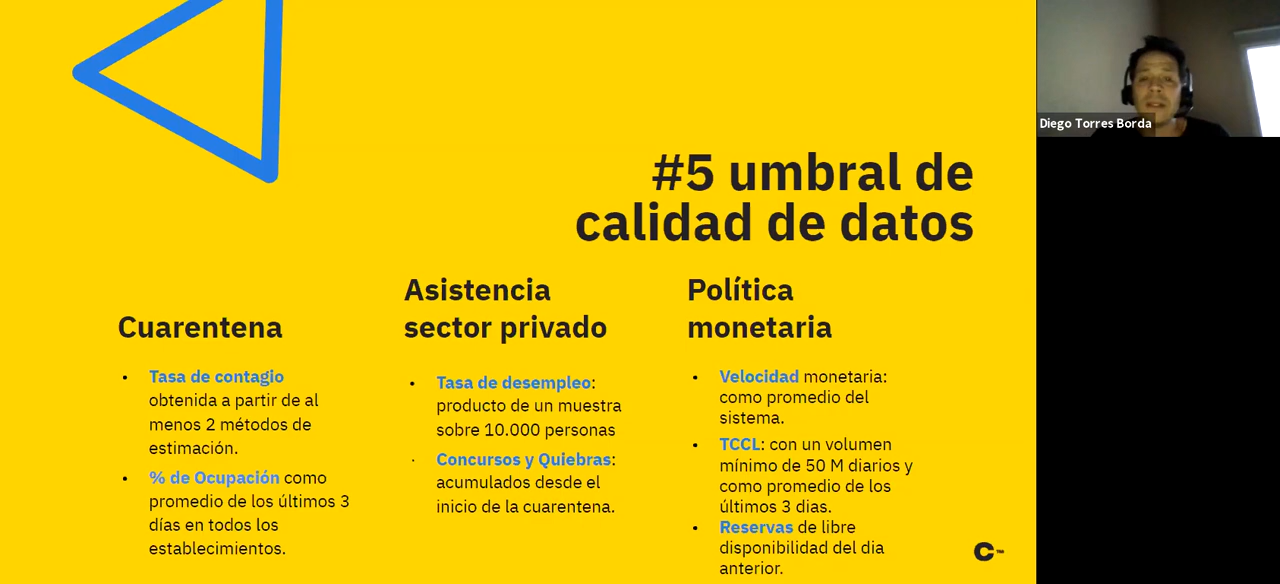 #5 umbral de
calidad de datos
Cuarentena
• Tasa de contagio
obtenida a partir de al
menos 2 métodos de
estimación.
• % de Ocupación como
promedio de los últimos 3
días en todos los
establecimientos.
Asistencia
sector privado
• Tasa de desempleo:
producto de un muestra
sobre 10.000 personas
· Concursos y Quiebras:
acumulados desde el
inicio de la cuarentena.
Política
monetaria
• Velocidad monetaria:
como promedio del
sistema.
• TCCL: con un volumen
mínimo de 50 M diarios y
como promedio de los
últimos 3 dias.
• Reservas de libre
disponibilidad del dia
anterior.
C™
Diego Torres Borda